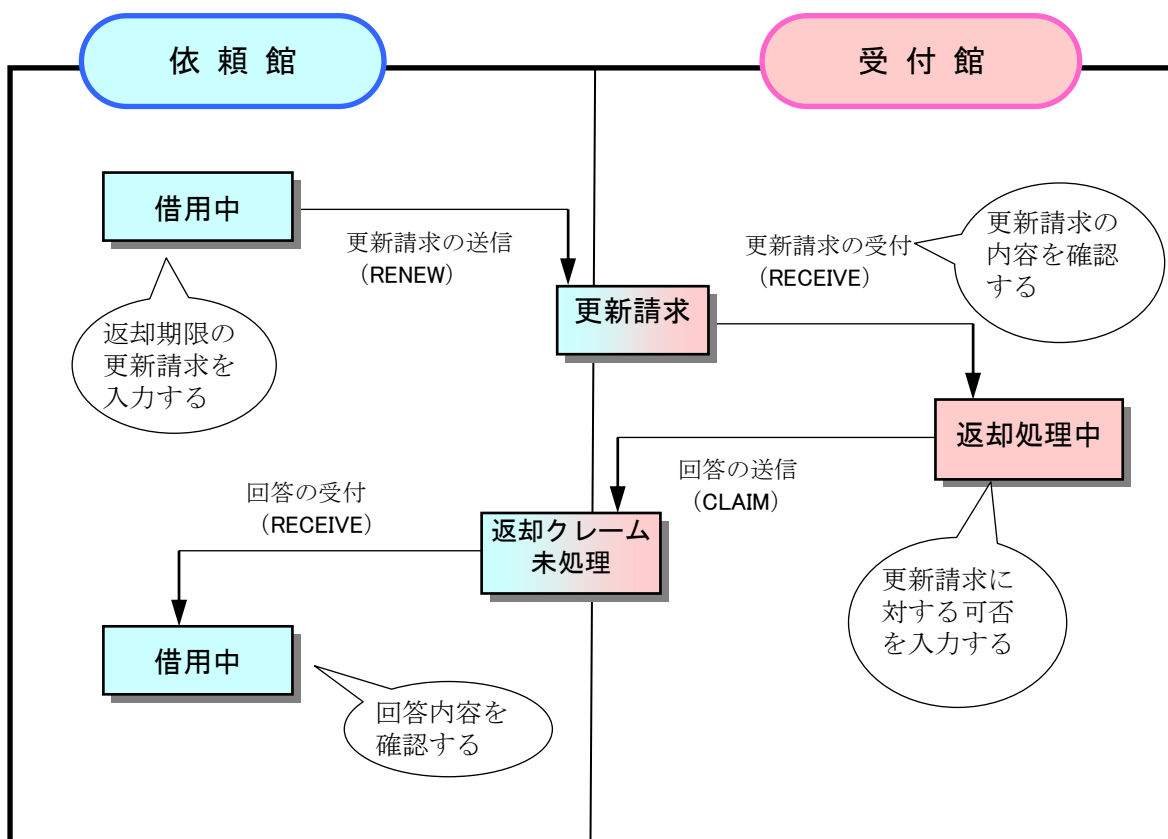 依 頼 館
受 付 館
借用中
更新請求の送信
（RENEW）
返却期限の
更新請求を
入力する
更新請求
更新請求の受付
（RECEIVE）
更新請求の
内容を確認
する
返却処理中
回答の送信
（CLAIM）
更新請求に
対する可否
を入力する
返却クレーム
未処理
回答の受付
（RECEIVE）
借用中
回答内容を
確認する